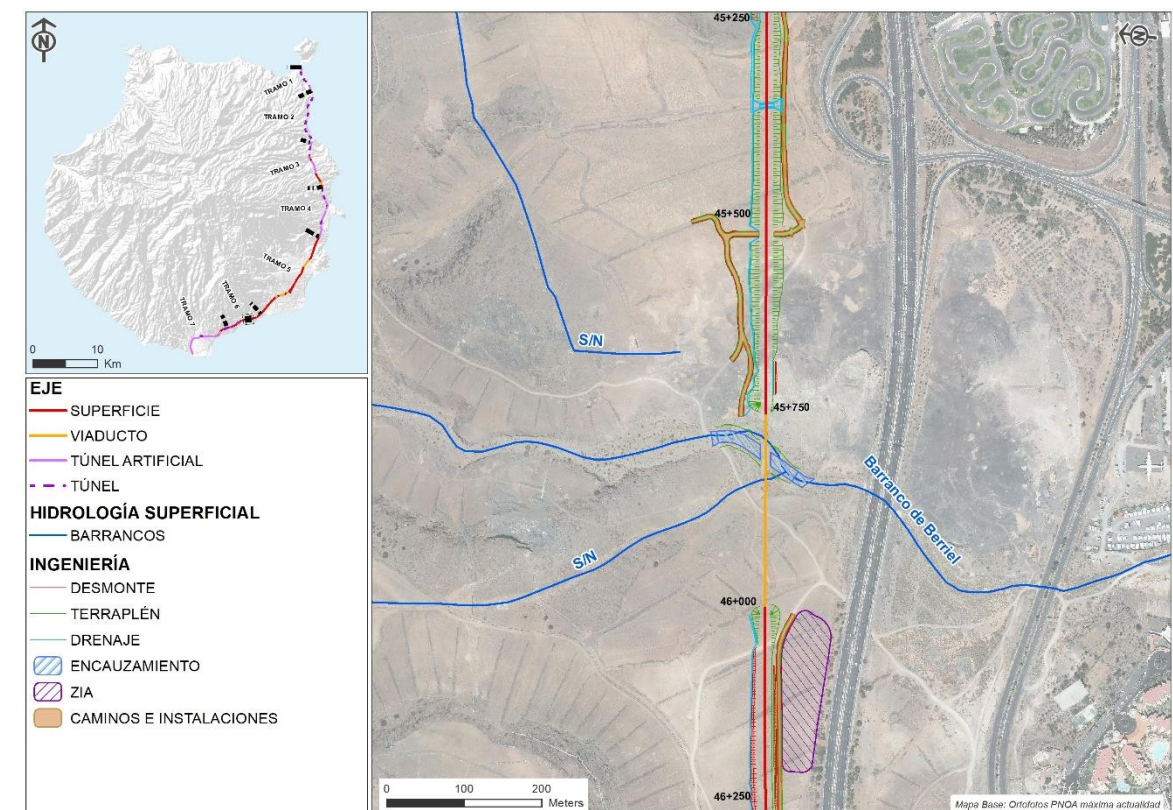 N
TRAMO 1
TRAMO 2
TRAMO 3
TRAMO 4
TRAMO 5
TRAMO 6
TRAMO 7
0 10
Km
EJE
SUPERFICIE
VIADUCTO
TÚNEL ARTIFICIAL
TÚNEL
HIDROLOGÍA SUPERFICIAL
BARRANCOS
INGENIERÍA
DESMONTE
TERRAPLÉN
DRENAJE
ENCAUZAMIENTO
ZIA
CAMINOS E INSTALACIONES
45+250
N
45+500
S/N
45+750
Barranco de Berriel
S/N
46+000
46+250
0 100 200
Meters
Mapa Base: Ortofotos PNOA máxima actualidad